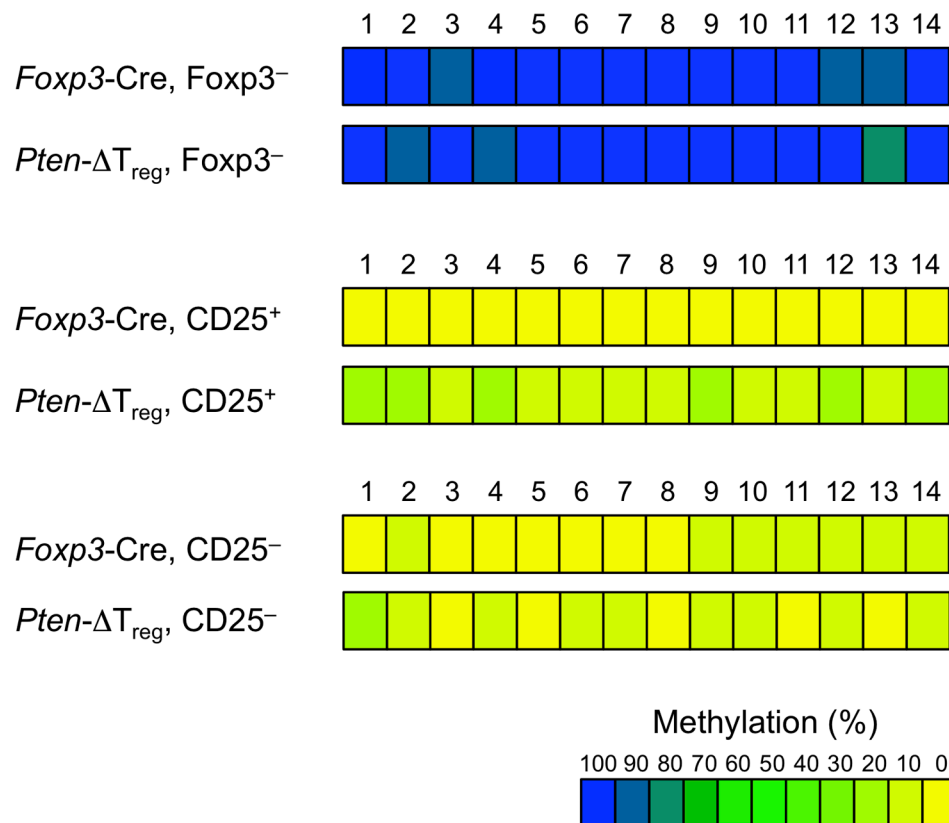 1 2 3 4 5 6 7 8 9 10 11 12 13 14
Foxp3-Cre, Foxp3⁻
Pten-ΔTreg, Foxp3⁻
1 2 3 4 5 6 7 8 9 10 11 12 13 14
Foxp3-Cre, CD25⁺
Pten-ΔTreg, CD25⁺
1 2 3 4 5 6 7 8 9 10 11 12 13 14
Foxp3-Cre, CD25⁻
Pten-ΔTreg, CD25⁻
Methylation (%)
100 90 80 70 60 50 40 30 20 10 0